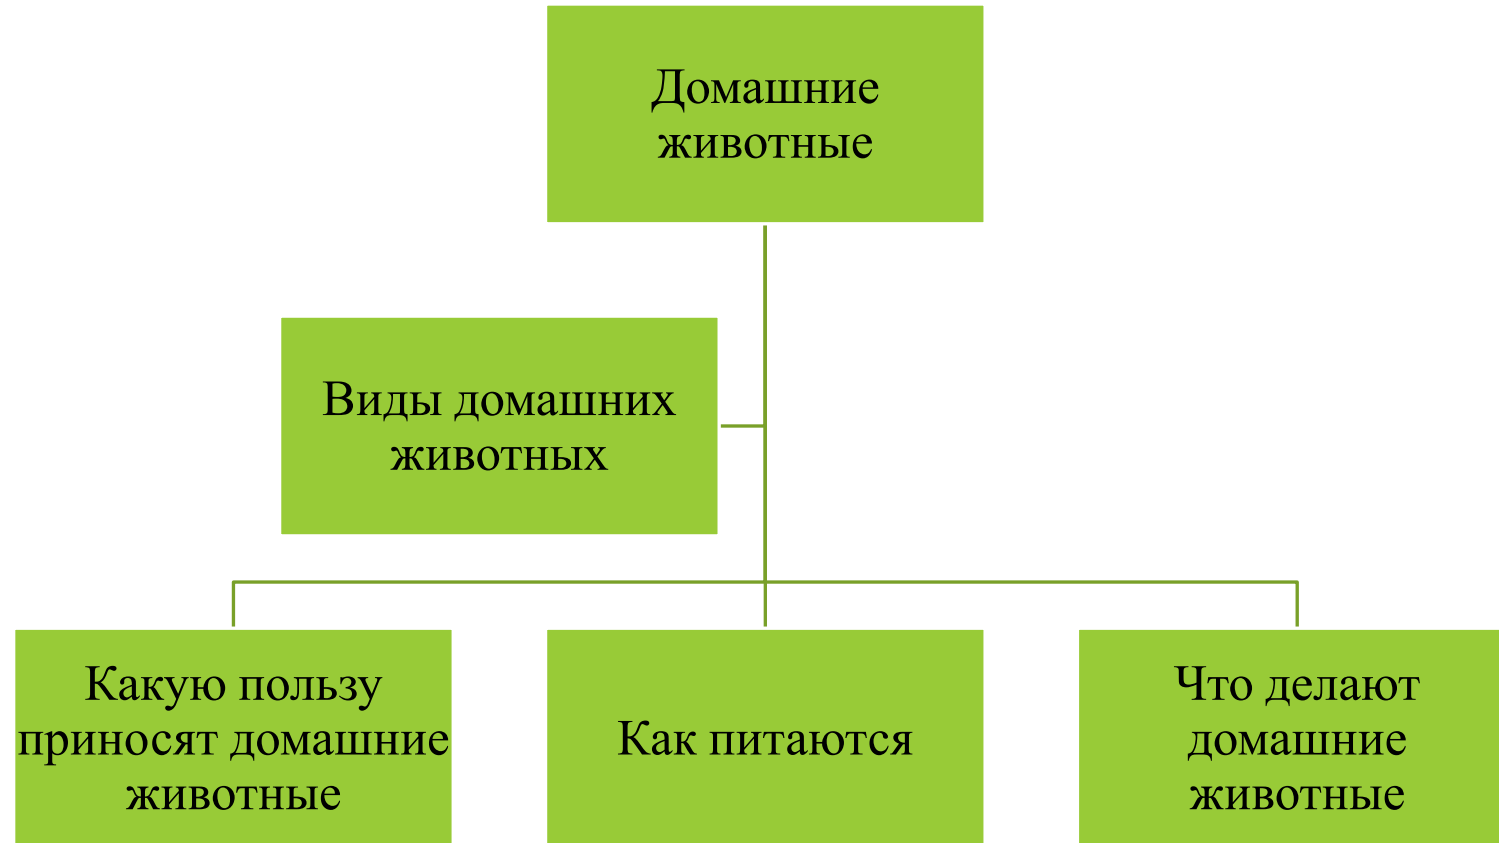 Домашние
животные
Виды домашних
животных
Какую пользу
приносят домашние
животные
Как питаются
Что делают
домашние
животные